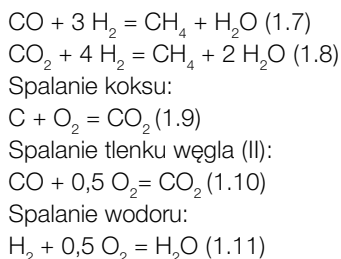 CO + 3 H₂ = CH₄ + H₂O (1.7)
CO₂ + 4 H₂ = CH₄ + 2 H₂O (1.8)
Spalanie koksu:
C + O₂ = CO₂ (1.9)
Spalanie tlenku węgla (II):
CO + 0,5 O₂= CO₂ (1.10)
Spalanie wodoru:
H₂ + 0,5 O₂ = H₂O (1.11)